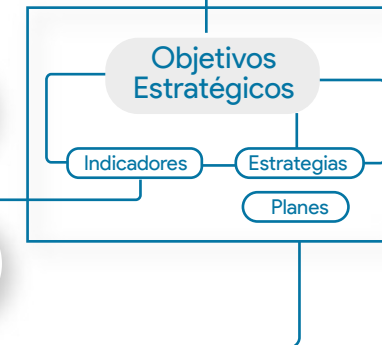 Objetivos
Estratégicos
Indicadores
Estrategias
Planes